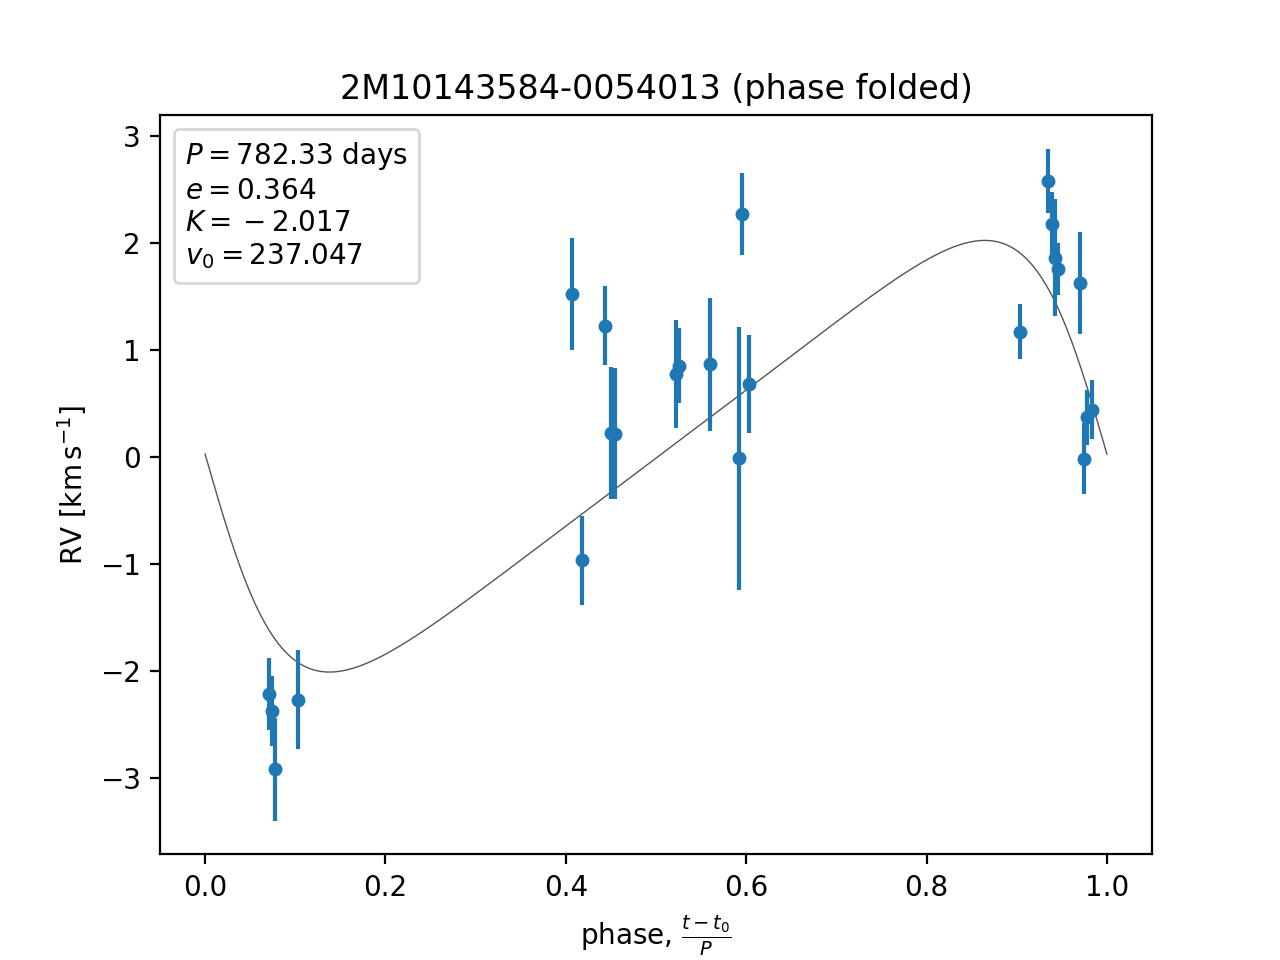 2M10143584-0054013 (phase folded)
P = 782.33 days
e = 0.364
K = −2.017
v₀ = 237.047
3
2
1
0
−1
−2
−3
RV [km s⁻¹]
0.0 0.2 0.4 0.6 0.8 1.0
phase, (t − t₀)/P